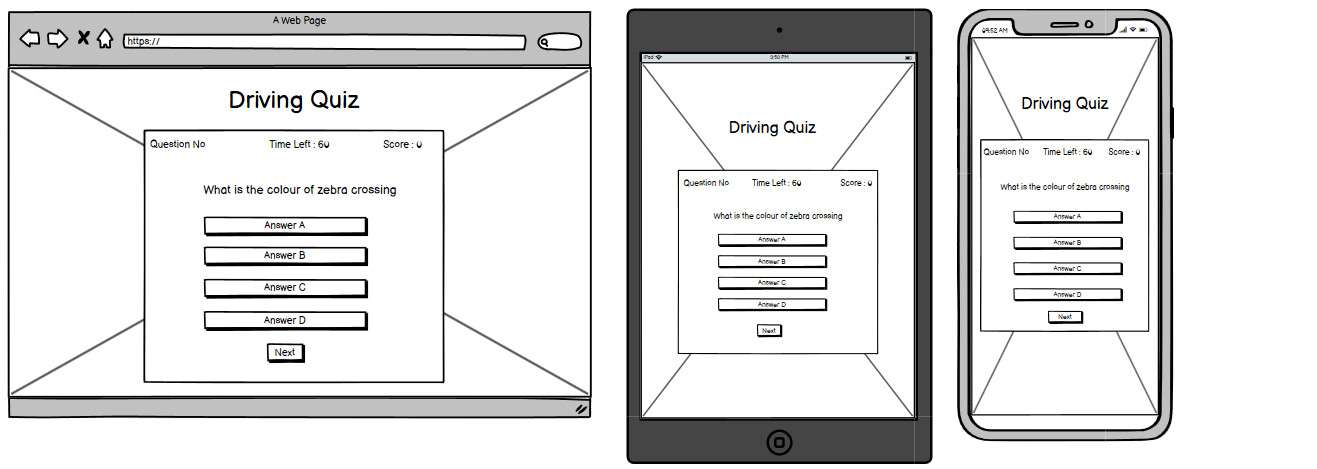 A Web Page
https://
Driving Quiz
Question No Time Left : 60 Score : 0
What is the colour of zebra crossing
Answer A
Answer B
Answer C
Answer D
Next
iPod 3:50 PM
Driving Quiz
Question No Time Left : 60 Score : 0
What is the colour of zebra crossing
Answer A
Answer B
Answer C
Answer D
Next
09:52 AM
Driving Quiz
Question No Time Left : 60 Score : 0
What is the colour of zebra crossing
Answer A
Answer B
Answer C
Answer D
Next